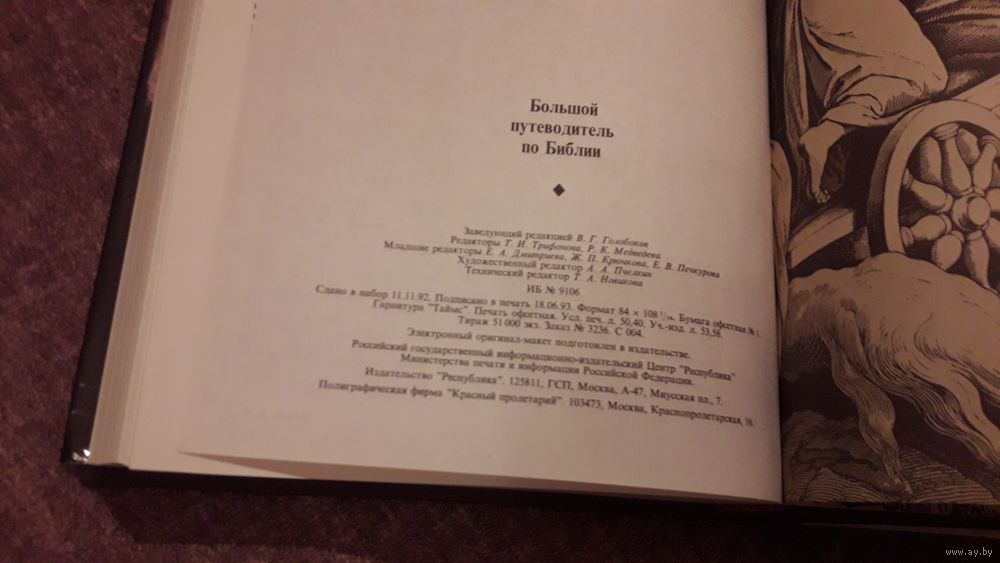 Большой
путеводитель
по Библии
Заведующий редакцией В. Г. Голобоков
Редакторы Т. И. Трифонова, Р. К. Медведева
Младшие редакторы Е. А. Дмитриева, Ж. П. Крючкова, Е. В. Печкурова
Художественный редактор А. А. Пчелкин
Технический редактор Т. А. Новикова
ИБ № 9106
Сдано в набор 11.11.92. Подписано в печать 18.06.93. Формат 84 × 108 1/16. Бумага офсетная № 1.
Гарнитура "Таймс". Печать офсетная. Усл. печ. л. 50,40. Уч.-изд. л. 53,58.
Тираж 51 000 экз. Заказ № 3236. С 004.
Электронный оригинал-макет подготовлен в издательстве.
Российский государственный информационно-издательский Центр "Республика"
Министерства печати и информации Российской Федерации.
Издательство "Республика". 125811, ГСП, Москва, А-47, Миусская пл., 7.
Полиграфическая фирма "Красный пролетарий". 103473, Москва, Краснопролетарская, 16.
www.ay.by